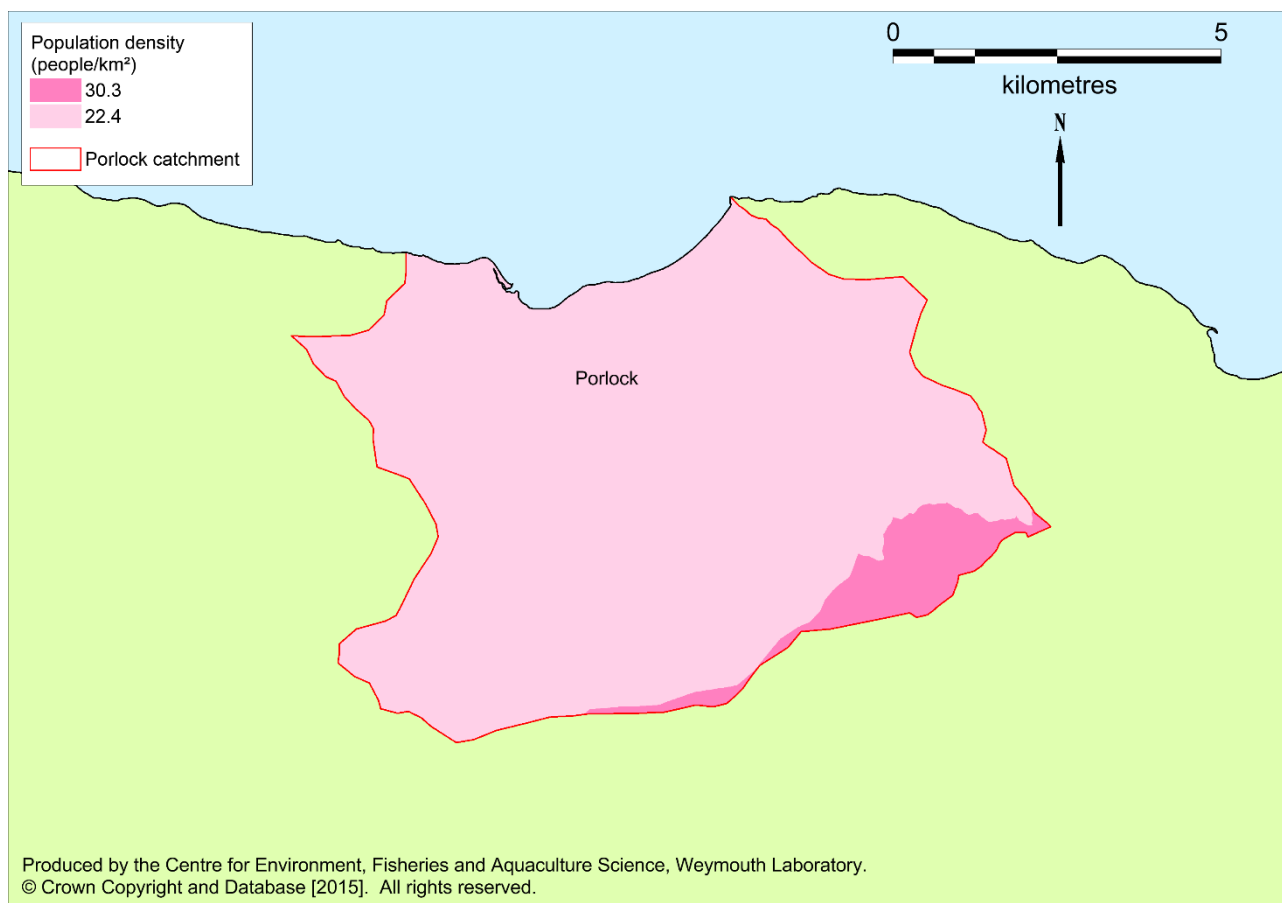 Population density
(people/km²)
30.3
22.4
Porlock catchment
0 5
kilometres
N
Porlock
Produced by the Centre for Environment, Fisheries and Aquaculture Science, Weymouth Laboratory.
© Crown Copyright and Database [2015].  All rights reserved.